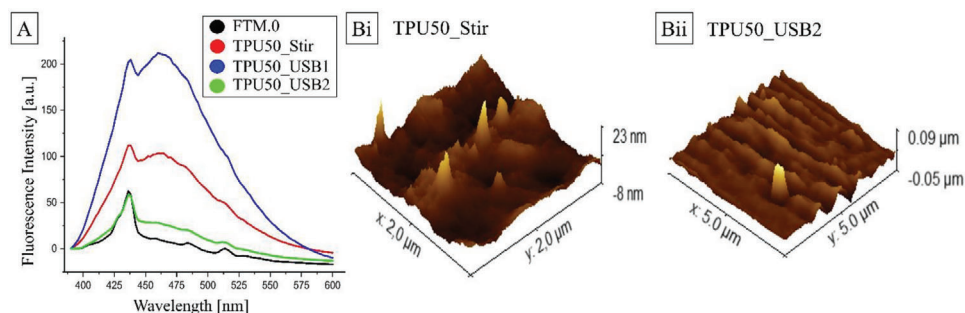 A
FTM.0
TPU50_Stir
TPU50_USB1
TPU50_USB2
Fluorescence Intensity [a.u.]
200
150
100
50
0
400 425 450 475 500 525 550 575 600
Wavelength [nm]
Bi TPU50_Stir
23 nm
-8 nm
x: 2,0 µm
y: 2,0 µm
Bii TPU50_USB2
0.09 µm
-0.05 µm
x: 5.0 µm
y: 5.0 µm